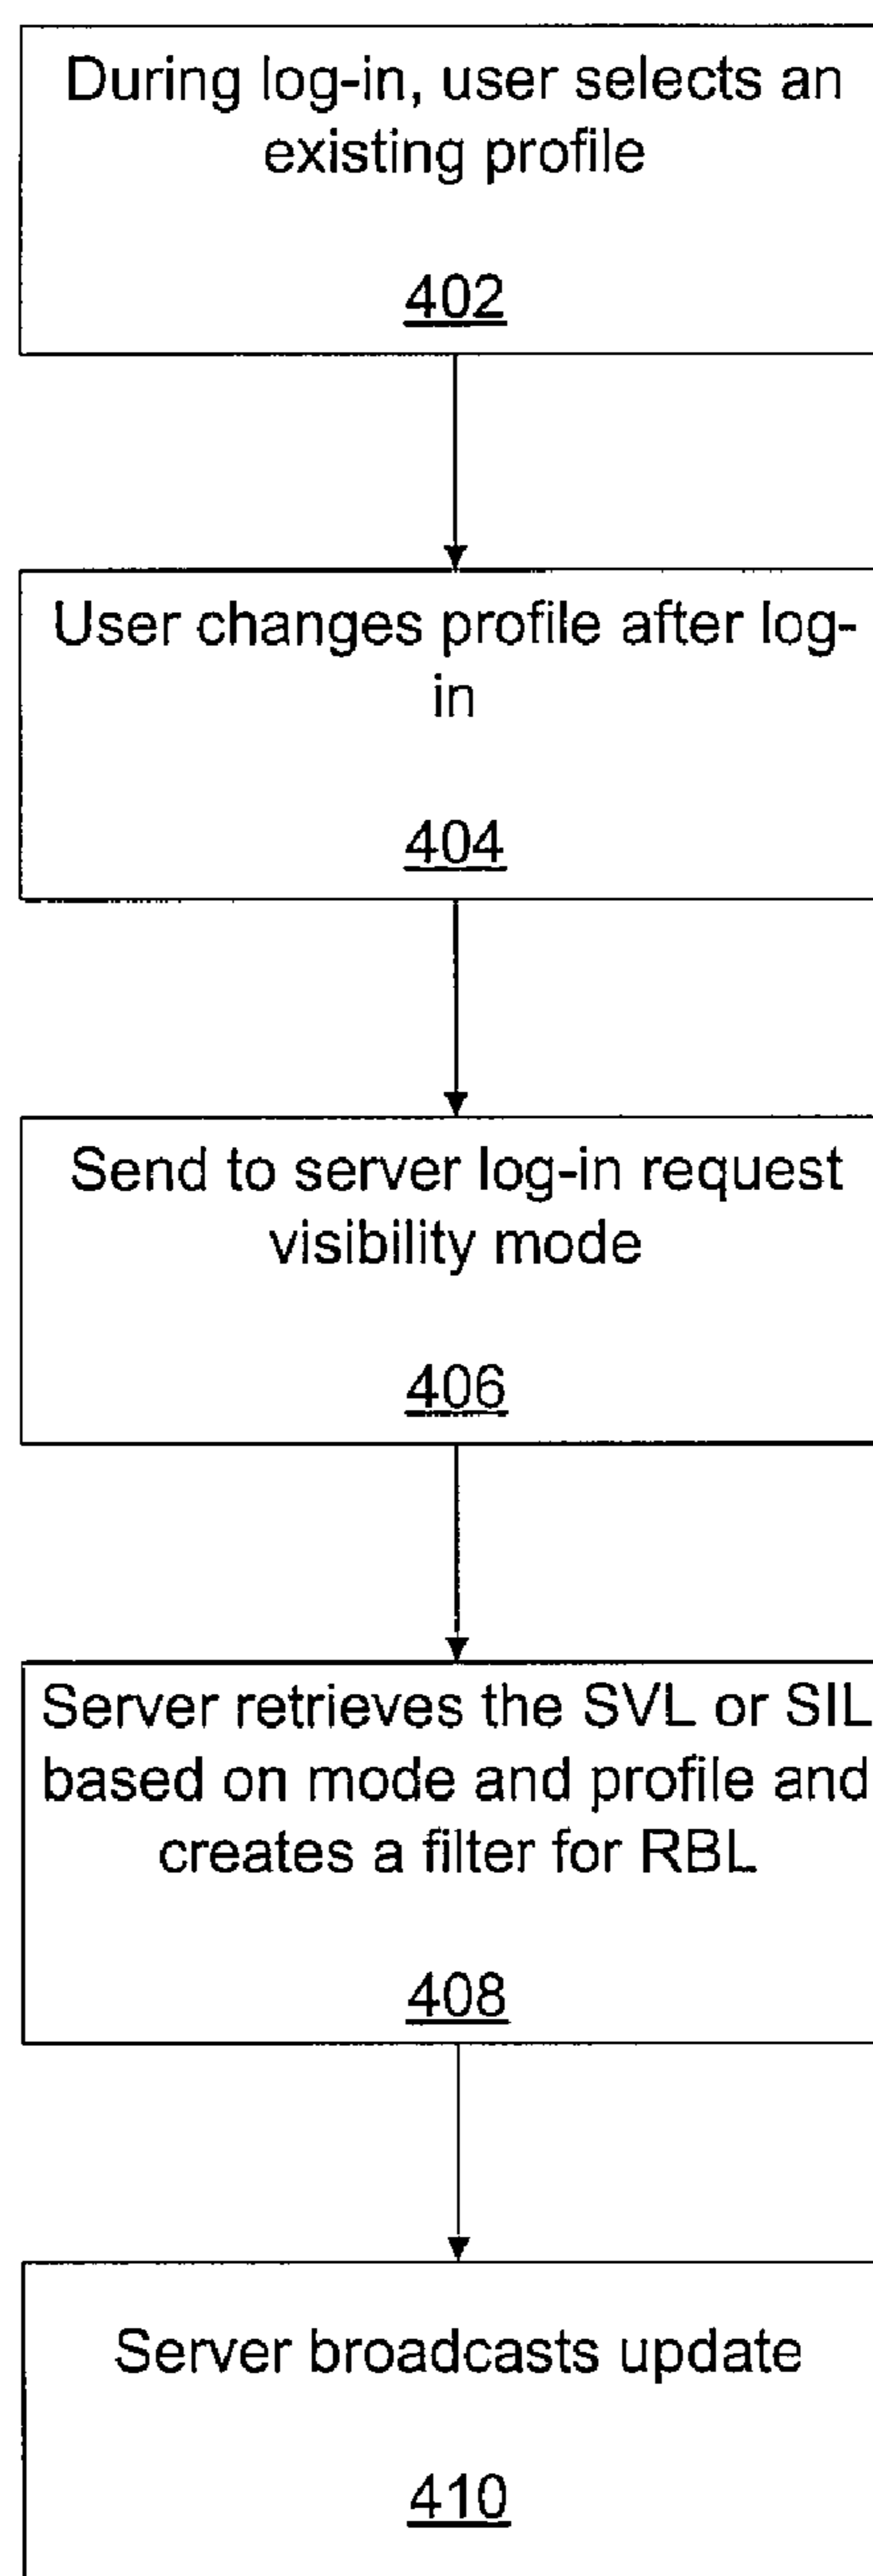 During log-in, user selects an
existing profile
402
User changes profile after log-
in
404
Send to server log-in request
visibility mode
406
Server retrieves the SVL or SIL
based on mode and profile and
creates a filter for RBL
408
Server broadcasts update
410